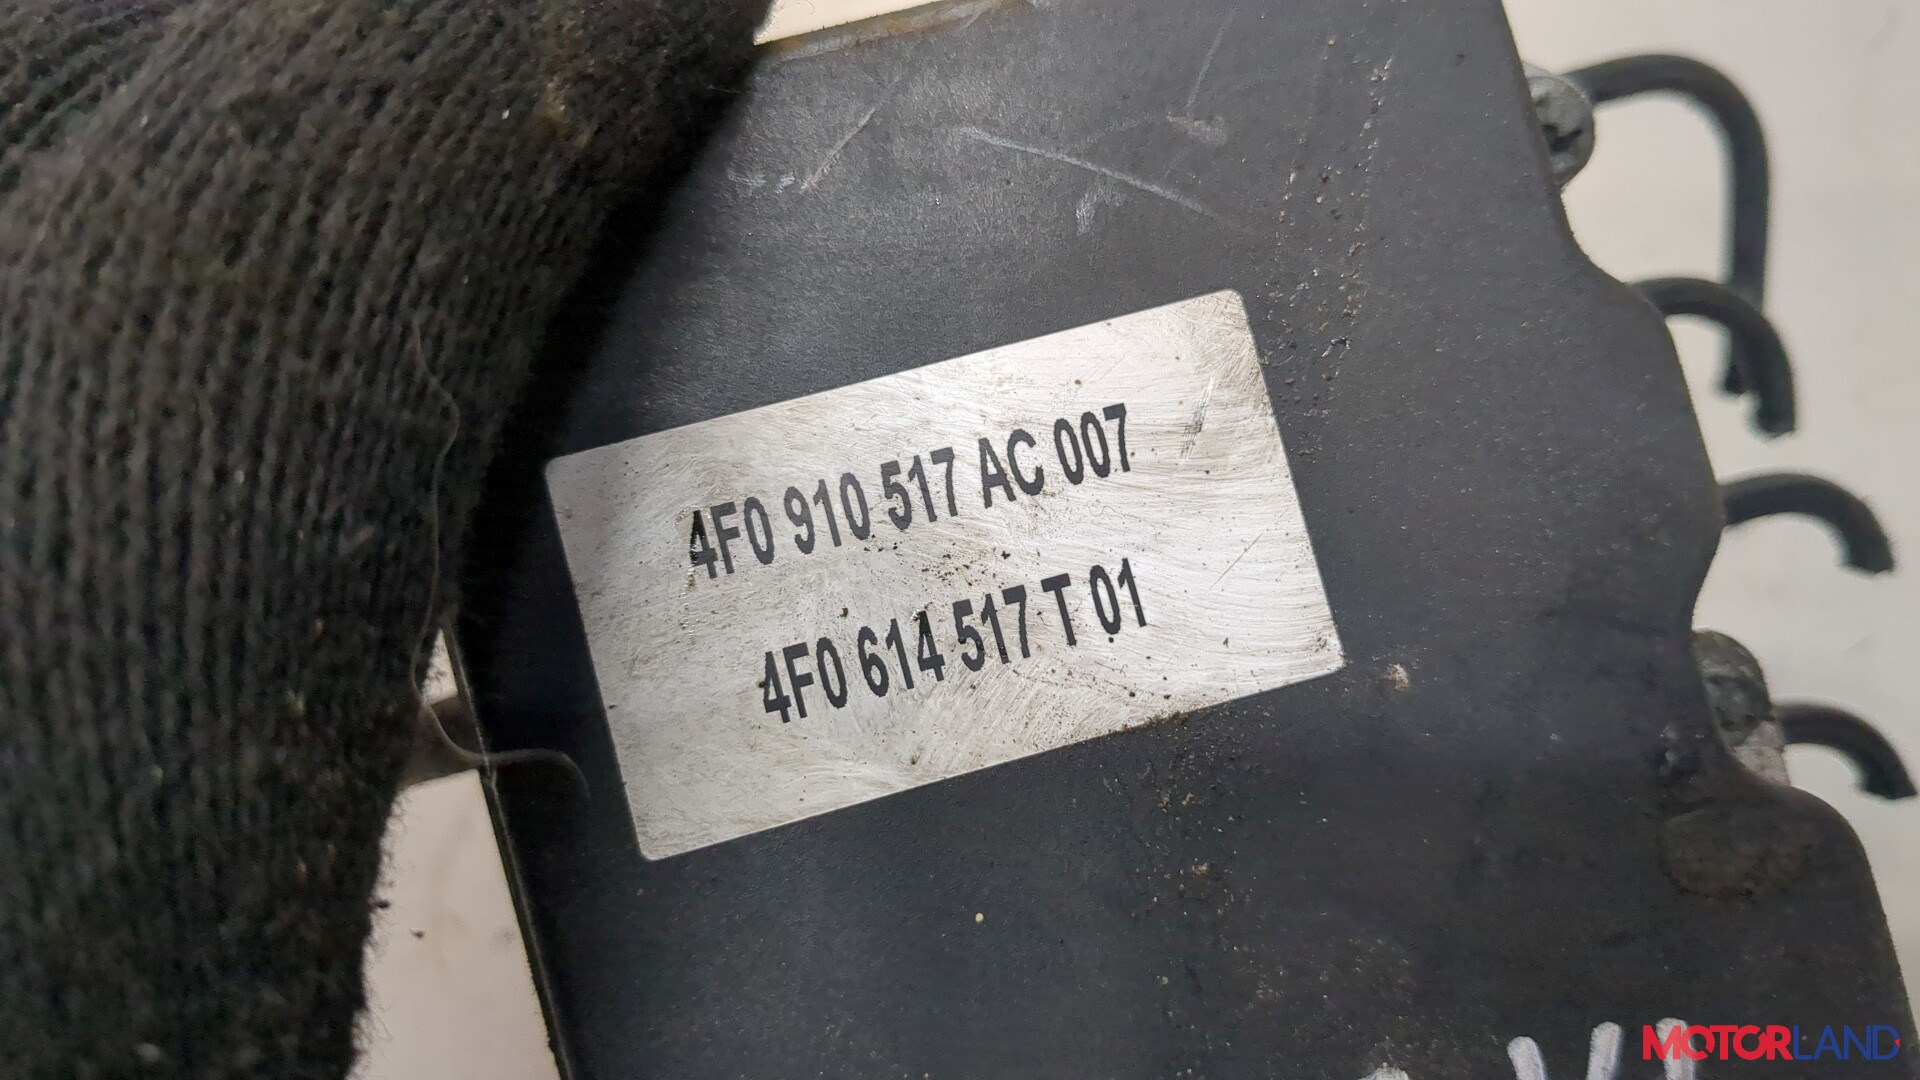 4F0 910 517 AC 007
4F0 614 517 T 01
MOTORLAND